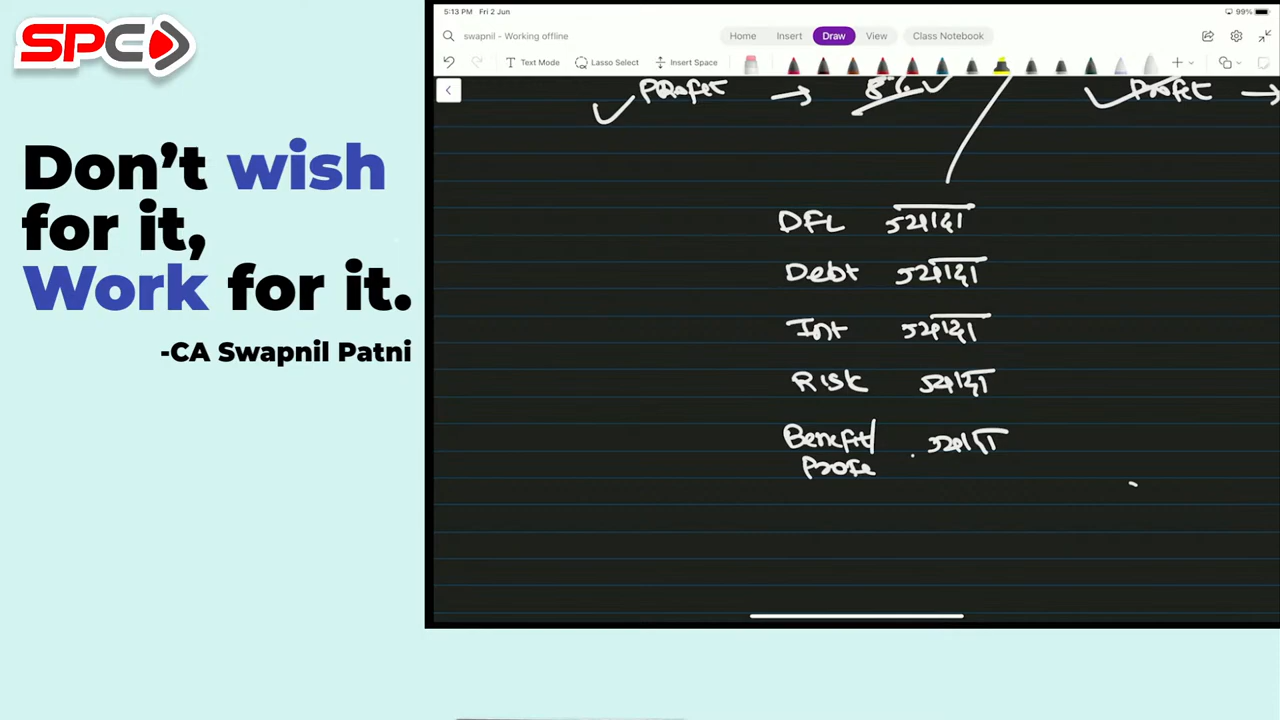 SPC
Don't wish
for it,
Work for it.
-CA Swapnil Patni
5:13 PM Fri 2 Jun
99%
swapnil - Working offline
Home Insert Draw View Class Notebook
Text Mode Lasso Select Insert Space
Profit → Profit →
DFL
Debt
Int
Risk
Benefit/